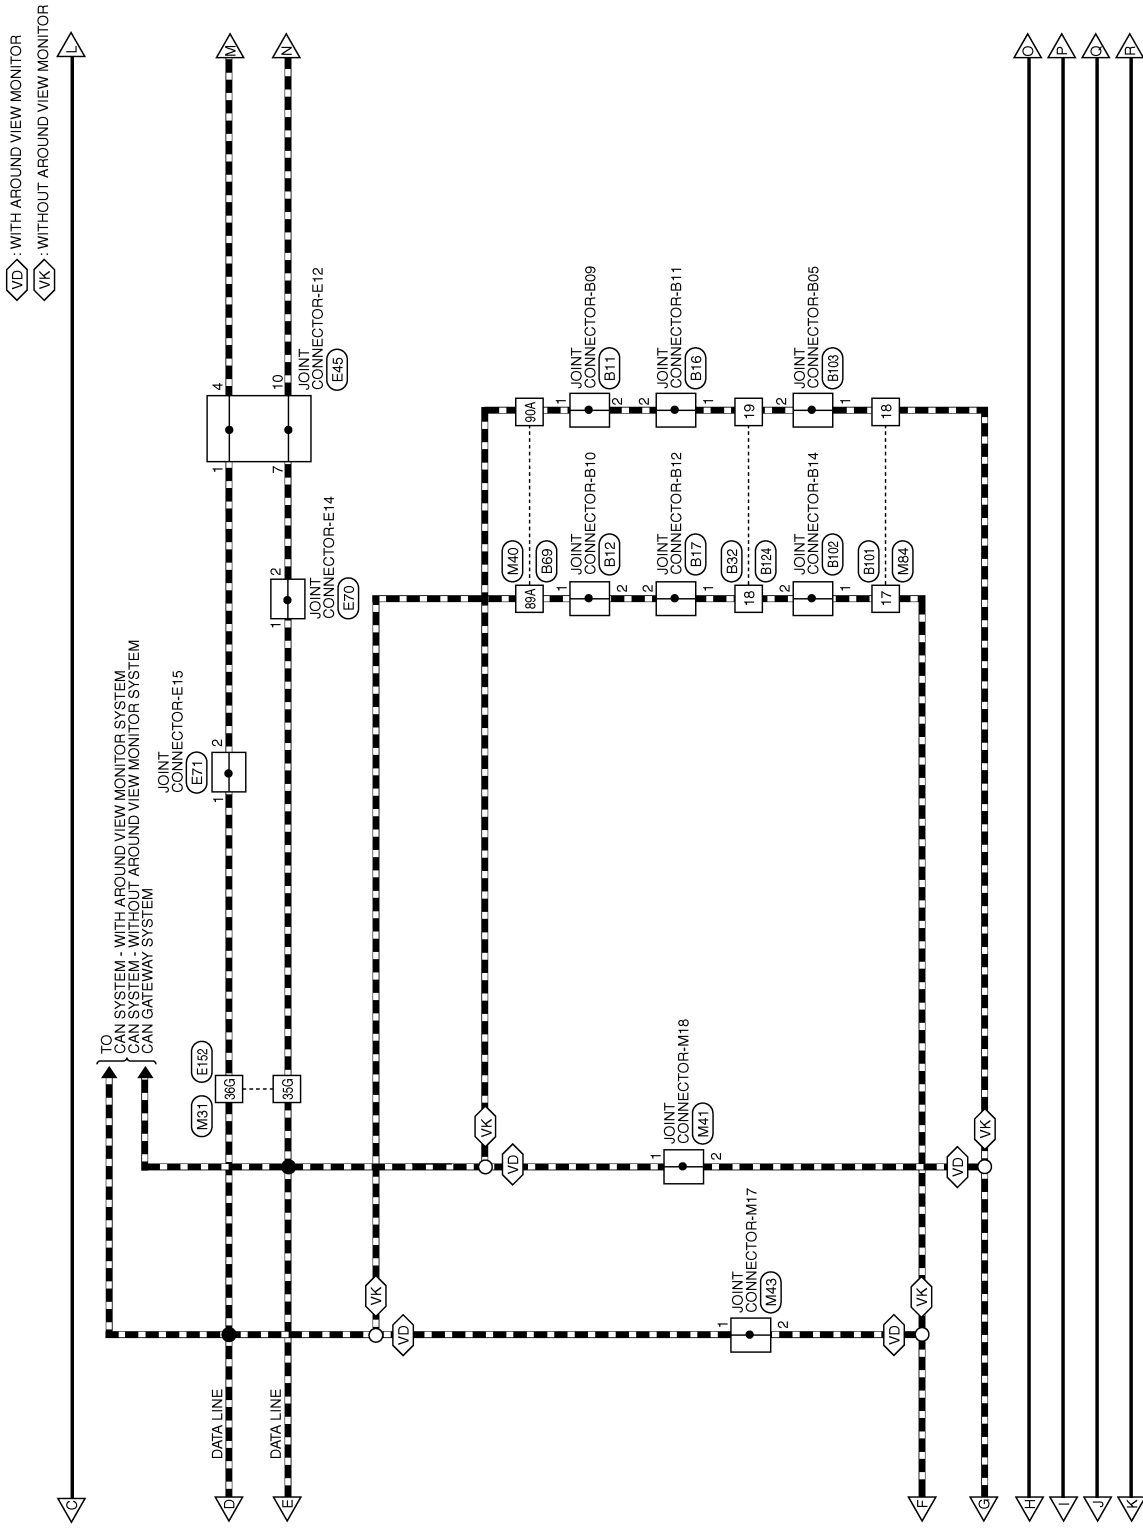 VD : WITH AROUND VIEW MONITOR
VK : WITHOUT AROUND VIEW MONITOR
C
L
TO
CAN SYSTEM - WITH AROUND VIEW MONITOR SYSTEM
CAN SYSTEM - WITHOUT AROUND VIEW MONITOR SYSTEM
CAN GATEWAY SYSTEM
JOINT
CONNECTOR-E15
E71
M31
E152
D
DATA LINE
36G
1
2
1
4
M
E
DATA LINE
35G
1
2
7
10
N
JOINT
CONNECTOR-E14
E70
JOINT
CONNECTOR-E12
E45
VK
VD
VK
VD
M40
B69
89A
90A
1
JOINT
CONNECTOR-B10
B12
2
1
JOINT
CONNECTOR-B09
B11
2
2
JOINT
CONNECTOR-B12
B17
1
2
JOINT
CONNECTOR-B11
B16
1
B32
B124
18
19
2
JOINT
CONNECTOR-B14
B102
1
2
JOINT
CONNECTOR-B05
B103
1
B101
M84
17
18
1
JOINT
CONNECTOR-M18
M41
2
1
JOINT
CONNECTOR-M17
M43
2
VD
VK
VD
VK
F
G
H
O
I
P
J
Q
K
R